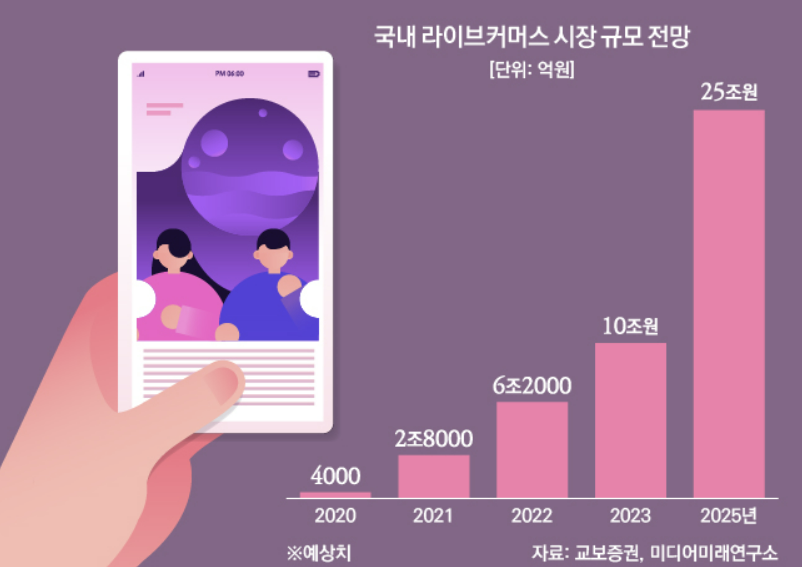 국내 라이브커머스 시장 규모 전망
[단위: 억원]
PM 06:00
25조원
10조원
6조2000
2조8000
4000
2020 2021 2022 2023 2025년
※예상치 자료: 교보증권, 미디어미래연구소